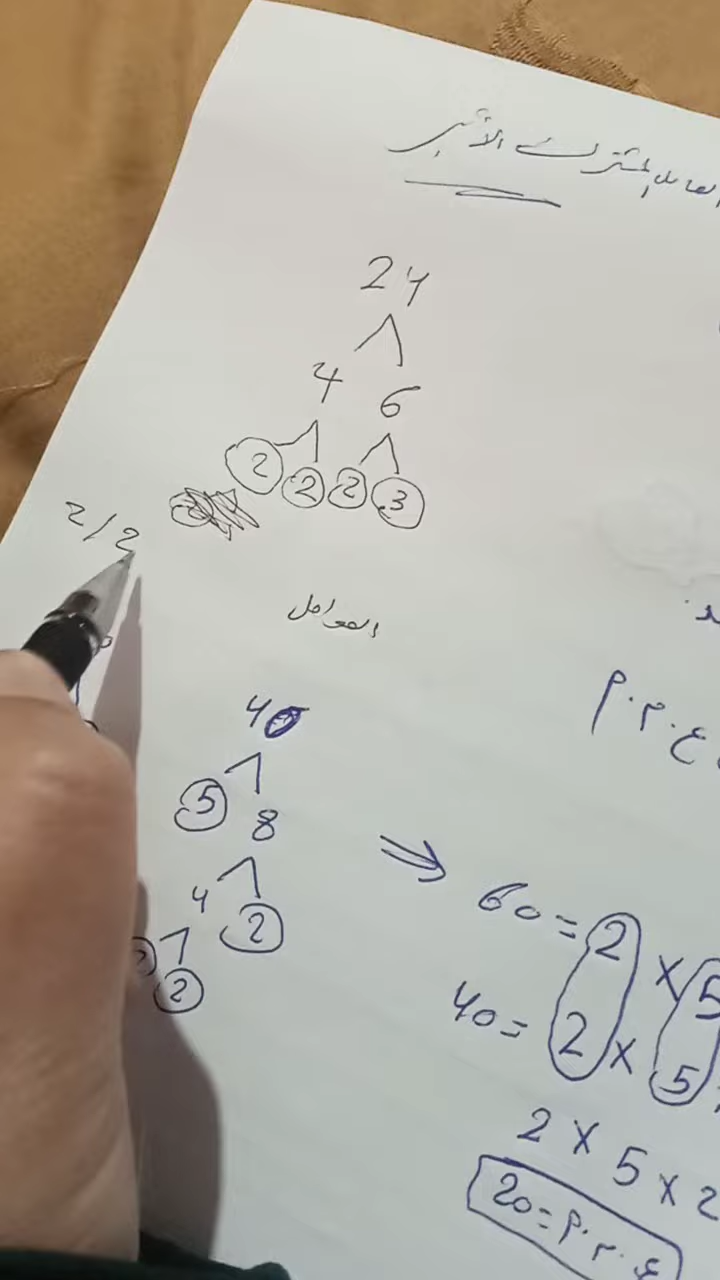 العامل المشترك الأكبر
24
4 6
2 2 2 3
2/2
العوامل
ع.م.م
40
5 8
4 2
2
60 = 2 × 5
40 = 2 × 5
2 × 5 × 2
20 = ع.م.م